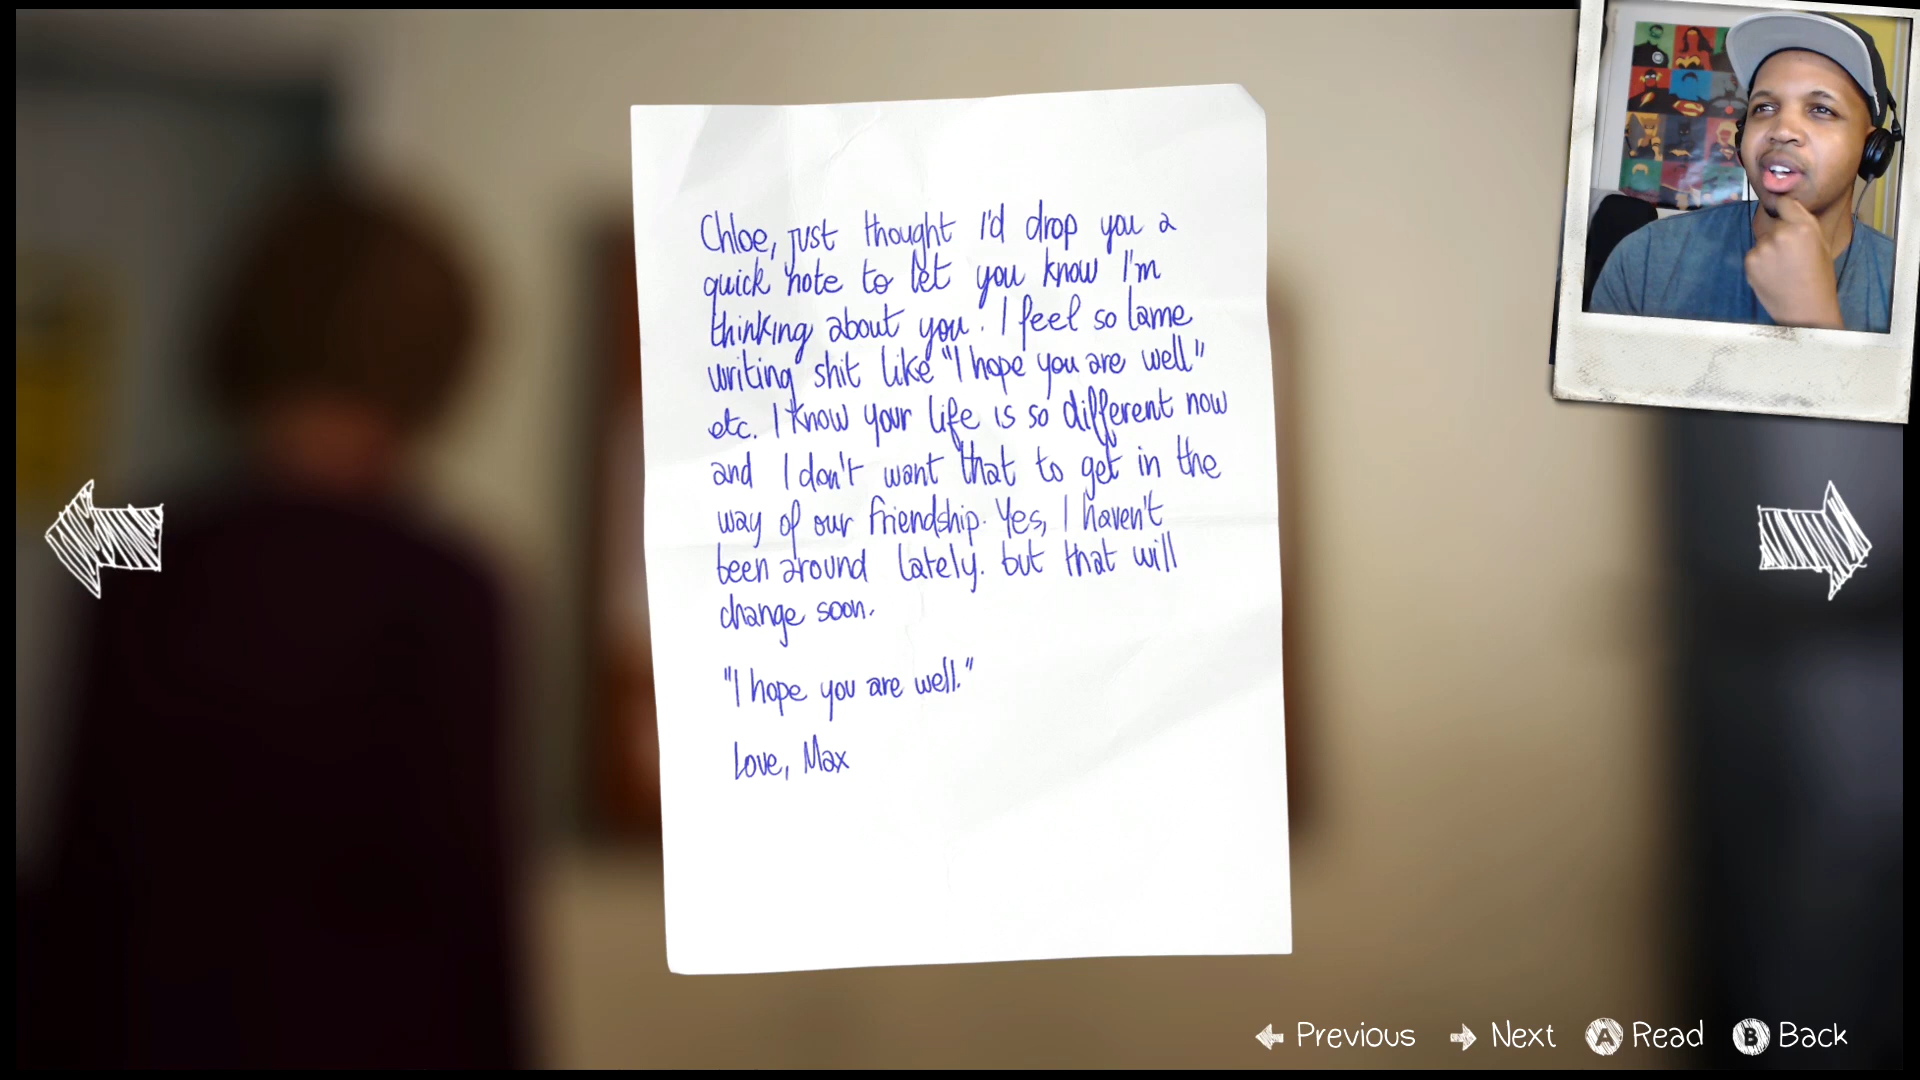 Chloe, just thought I'd drop you a
quick note to let you know I'm
thinking about you. I feel so lame
writing shit like "I hope you are well"
etc. I know your life is so different now
and I don't want that to get in the
way of our friendship. Yes, I haven't
been around lately. but that will
change soon.
"I hope you are well."
Love, Max
Previous Next A Read B Back